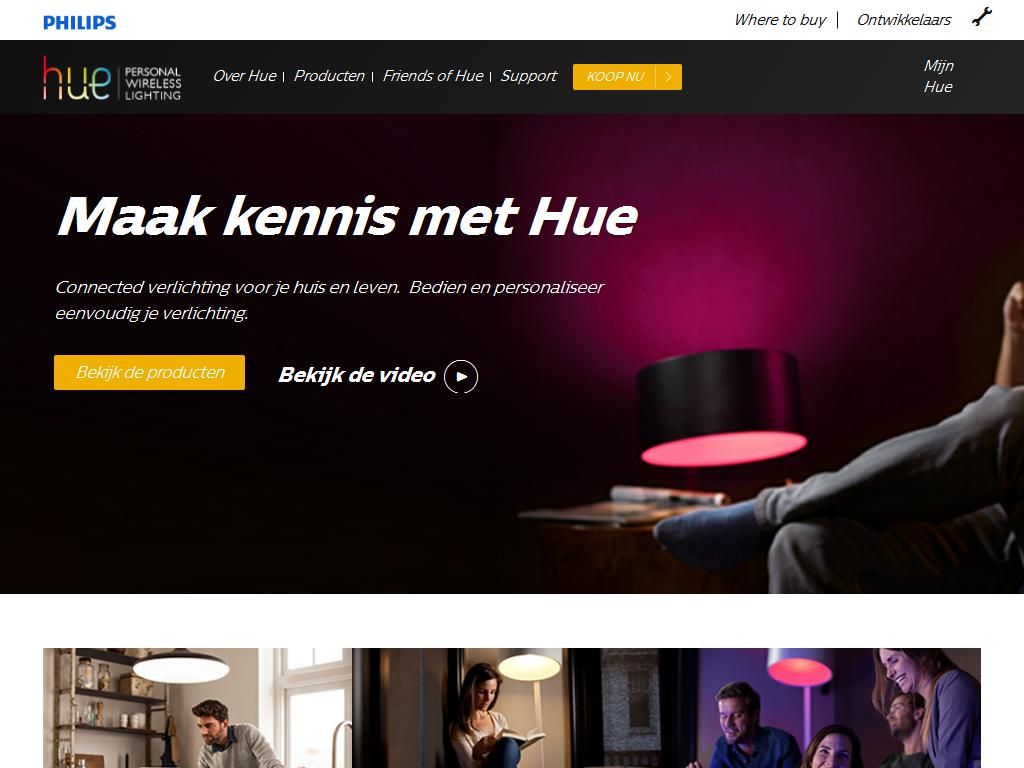 PHILIPS
Where to buy
Ontwikkelaars
hue
PERSONAL
WIRELESS
LIGHTING
Over Hue
Producten
Friends of Hue
Support
KOOP NU
Mijn
Hue
Maak kennis met Hue
Connected verlichting voor je huis en leven. Bedien en personaliseer
eenvoudig je verlichting.
Bekijk de producten
Bekijk de video